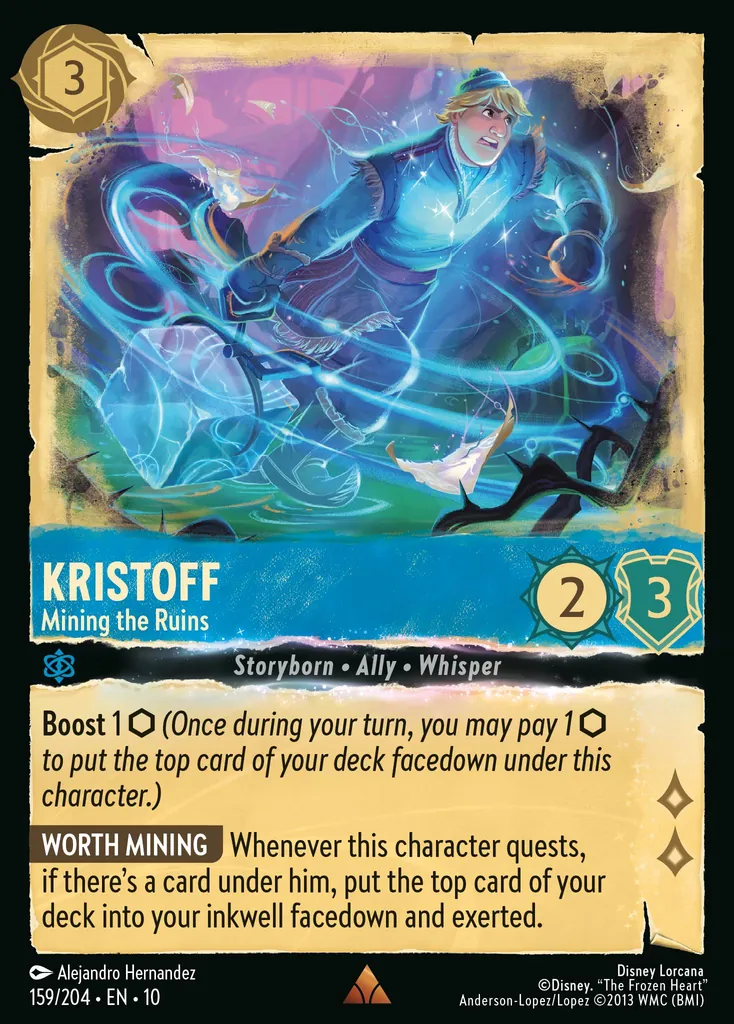 3
KRISTOFF
Mining the Ruins
2
3
Storyborn • Ally • Whisper
Boost 1 ⬡ (Once during your turn, you may pay 1 ⬡
to put the top card of your deck facedown under this
character.)
WORTH MINING Whenever this character quests,
if there's a card under him, put the top card of your
deck into your inkwell facedown and exerted.
Alejandro Hernandez
159/204 • EN • 10
Disney Lorcana
©Disney. "The Frozen Heart"
Anderson-Lopez/Lopez ©2013 WMC (BMI)